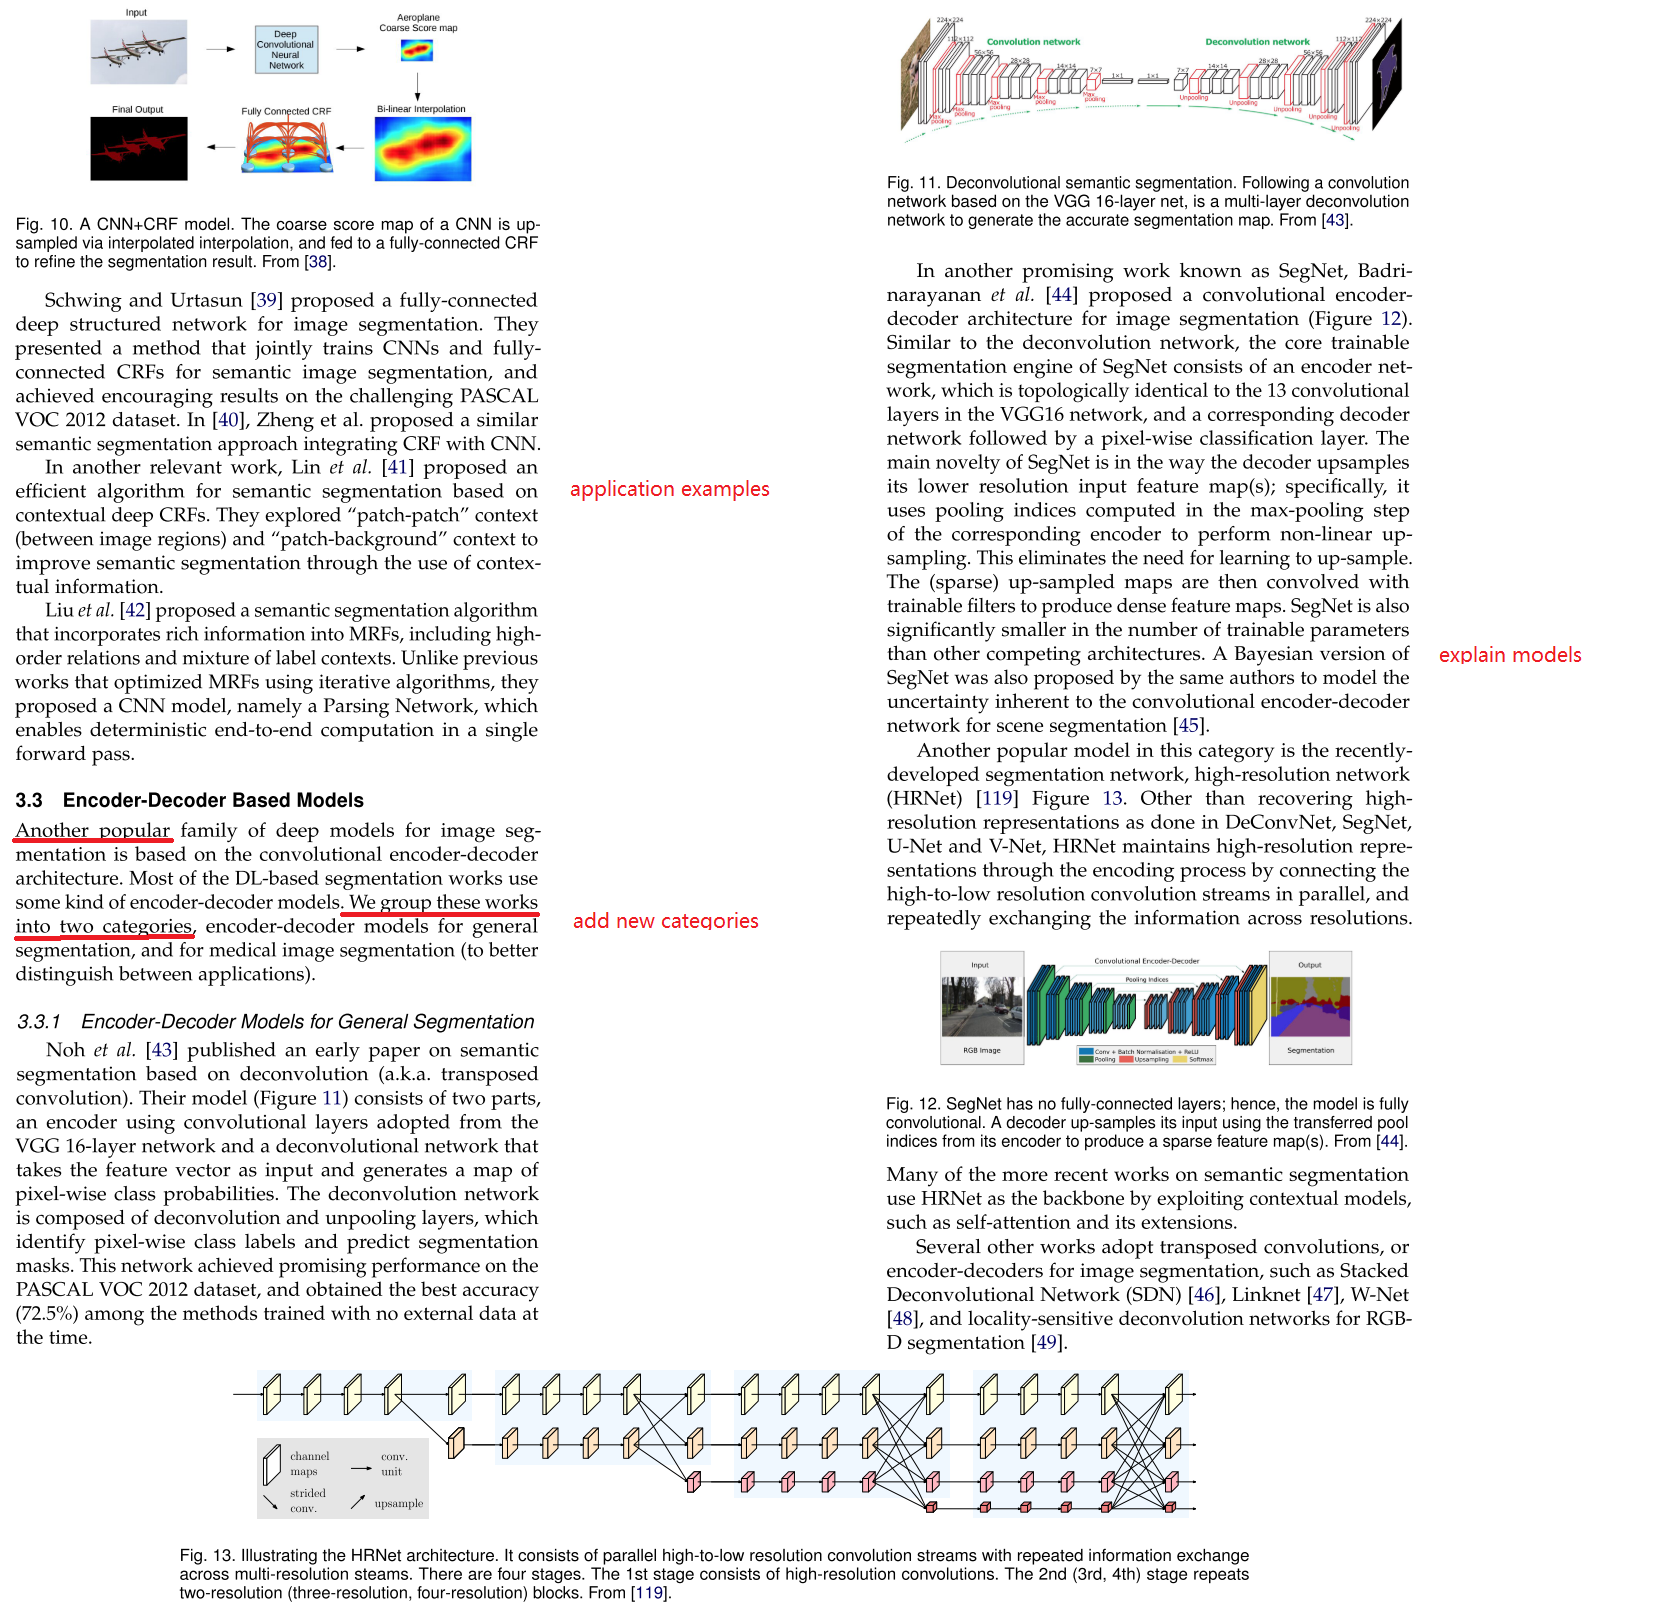 Input
Deep
Convolutional
Neural
Network
Aeroplane
Coarse Score map
Final Output
Fully Connected CRF
Bi-linear Interpolation
Fig. 10. A CNN+CRF model. The coarse score map of a CNN is up-
sampled via interpolated interpolation, and fed to a fully-connected CRF
to refine the segmentation result. From [38].
Schwing and Urtasun [39] proposed a fully-connected
deep structured network for image segmentation. They
presented a method that jointly trains CNNs and fully-
connected CRFs for semantic image segmentation, and
achieved encouraging results on the challenging PASCAL
VOC 2012 dataset. In [40], Zheng et al. proposed a similar
semantic segmentation approach integrating CRF with CNN.
In another relevant work, Lin et al. [41] proposed an
efficient algorithm for semantic segmentation based on
contextual deep CRFs. They explored “patch-patch” context
(between image regions) and “patch-background” context to
improve semantic segmentation through the use of contex-
tual information.
application examples
Liu et al. [42] proposed a semantic segmentation algorithm
that incorporates rich information into MRFs, including high-
order relations and mixture of label contexts. Unlike previous
works that optimized MRFs using iterative algorithms, they
proposed a CNN model, namely a Parsing Network, which
enables deterministic end-to-end computation in a single
forward pass.
3.3 Encoder-Decoder Based Models
Another popular family of deep models for image seg-
mentation is based on the convolutional encoder-decoder
architecture. Most of the DL-based segmentation works use
some kind of encoder-decoder models. We group these works
into two categories, encoder-decoder models for general
segmentation, and for medical image segmentation (to better
distinguish between applications).
add new categories
3.3.1 Encoder-Decoder Models for General Segmentation
Noh et al. [43] published an early paper on semantic
segmentation based on deconvolution (a.k.a. transposed
convolution). Their model (Figure 11) consists of two parts,
an encoder using convolutional layers adopted from the
VGG 16-layer network and a deconvolutional network that
takes the feature vector as input and generates a map of
pixel-wise class probabilities. The deconvolution network
is composed of deconvolution and unpooling layers, which
identify pixel-wise class labels and predict segmentation
masks. This network achieved promising performance on the
PASCAL VOC 2012 dataset, and obtained the best accuracy
(72.5%) among the methods trained with no external data at
the time.
Convolution network
Deconvolution network
224×224
112×112
56×56
28×28
14×14
7×7
1×1
1×1
7×7
14×14
28×28
56×56
112×112
224×224
Max
pooling
Max
pooling
Max
pooling
Max
pooling
Max
pooling
Unpooling
Unpooling
Unpooling
Unpooling
Unpooling
Fig. 11. Deconvolutional semantic segmentation. Following a convolution
network based on the VGG 16-layer net, is a multi-layer deconvolution
network to generate the accurate segmentation map. From [43].
In another promising work known as SegNet, Badri-
narayanan et al. [44] proposed a convolutional encoder-
decoder architecture for image segmentation (Figure 12).
Similar to the deconvolution network, the core trainable
segmentation engine of SegNet consists of an encoder net-
work, which is topologically identical to the 13 convolutional
layers in the VGG16 network, and a corresponding decoder
network followed by a pixel-wise classification layer. The
main novelty of SegNet is in the way the decoder upsamples
its lower resolution input feature map(s); specifically, it
uses pooling indices computed in the max-pooling step
of the corresponding encoder to perform non-linear up-
sampling. This eliminates the need for learning to up-sample.
The (sparse) up-sampled maps are then convolved with
trainable filters to produce dense feature maps. SegNet is also
significantly smaller in the number of trainable parameters
than other competing architectures. A Bayesian version of
SegNet was also proposed by the same authors to model the
uncertainty inherent to the convolutional encoder-decoder
network for scene segmentation [45].
explain models
Another popular model in this category is the recently-
developed segmentation network, high-resolution network
(HRNet) [119] Figure 13. Other than recovering high-
resolution representations as done in DeConvNet, SegNet,
U-Net and V-Net, HRNet maintains high-resolution repre-
sentations through the encoding process by connecting the
high-to-low resolution convolution streams in parallel, and
repeatedly exchanging the information across resolutions.
Input
Convolutional Encoder-Decoder
Output
Pooling Indices
RGB Image
Conv + Batch Normalisation + ReLU
Pooling Upsampling Softmax
Segmentation
Fig. 12. SegNet has no fully-connected layers; hence, the model is fully
convolutional. A decoder up-samples its input using the transferred pool
indices from its encoder to produce a sparse feature map(s). From [44].
Many of the more recent works on semantic segmentation
use HRNet as the backbone by exploiting contextual models,
such as self-attention and its extensions.
Several other works adopt transposed convolutions, or
encoder-decoders for image segmentation, such as Stacked
Deconvolutional Network (SDN) [46], Linknet [47], W-Net
[48], and locality-sensitive deconvolution networks for RGB-
D segmentation [49].
channel
maps
conv.
unit
strided
conv.
upsample
Fig. 13. Illustrating the HRNet architecture. It consists of parallel high-to-low resolution convolution streams with repeated information exchange
across multi-resolution steams. There are four stages. The 1st stage consists of high-resolution convolutions. The 2nd (3rd, 4th) stage repeats
two-resolution (three-resolution, four-resolution) blocks. From [119].